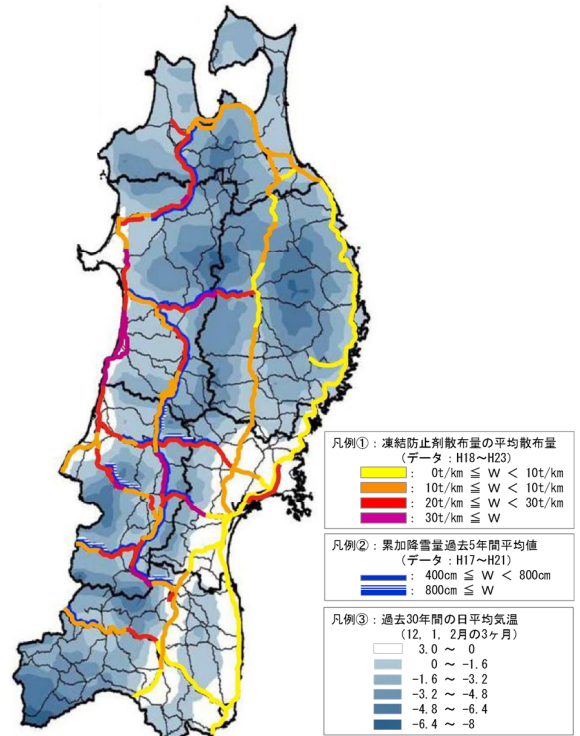 凡例①：凍結防止剤散布量の平均散布量
(データ：H18～H23)
： 0t/km ≦ W < 10t/km
： 10t/km ≦ W < 10t/km
： 20t/km ≦ W < 30t/km
： 30t/km ≦ W
凡例②：累加降雪量過去5年間平均値
(データ：H17～H21)
： 400cm ≦ W < 800cm
： 800cm ≦ W
凡例③：過去30年間の日平均気温
(12, 1, 2月の3ヶ月)
3.0 ～ 0
0 ～ -1.6
-1.6 ～ -3.2
-3.2 ～ -4.8
-4.8 ～ -6.4
-6.4 ～ -8